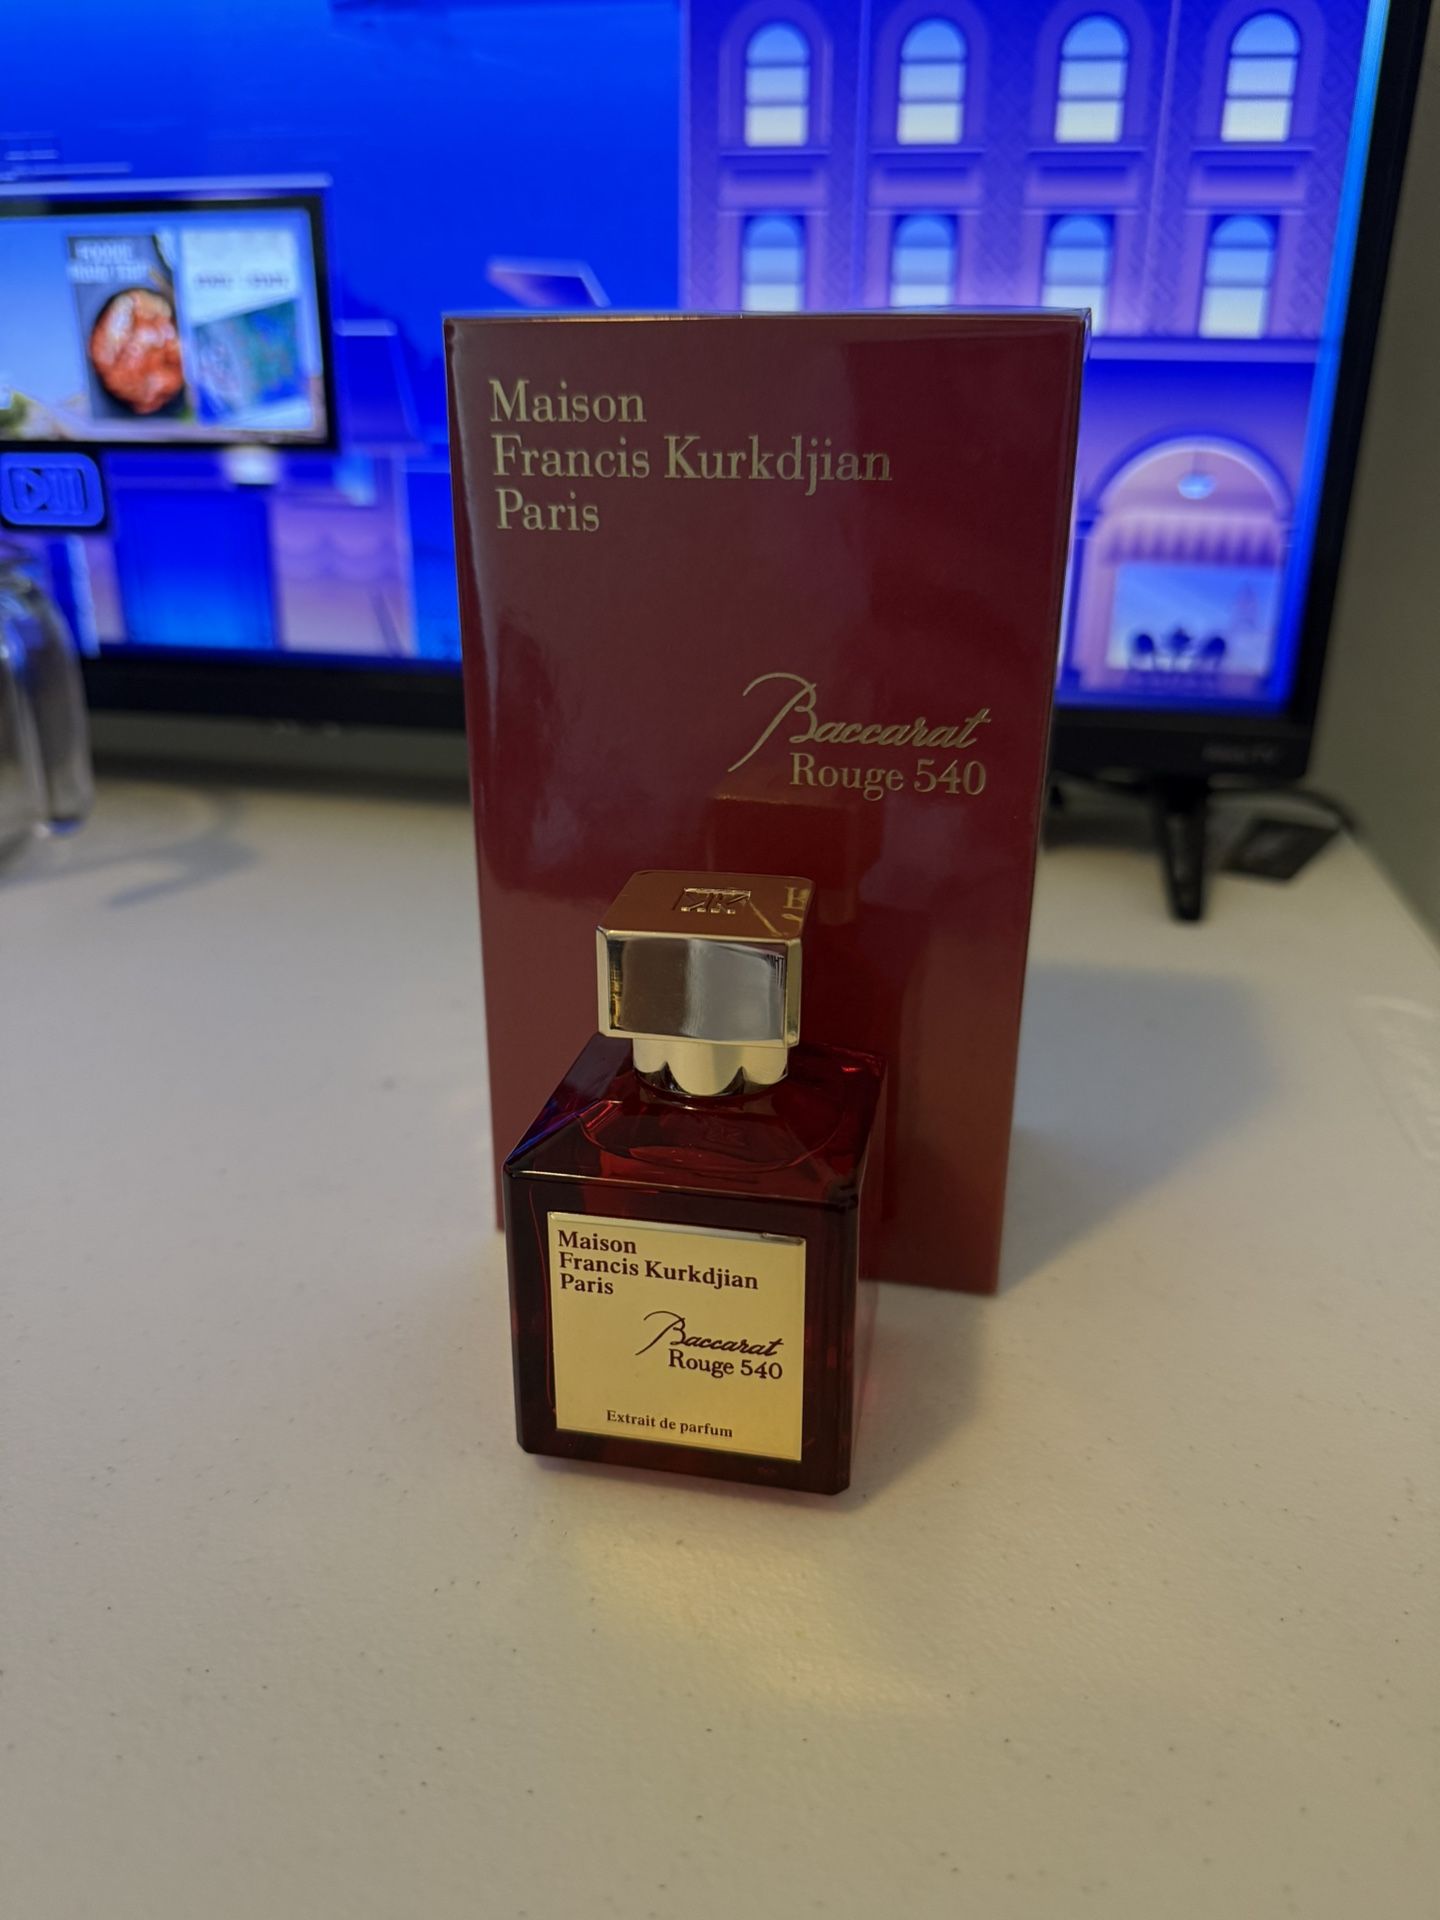 Maison
Francis Kurkdjian
Paris
Baccarat
Rouge 540
Maison
Francis Kurkdjian
Paris
Baccarat
Rouge 540
Extrait de parfum